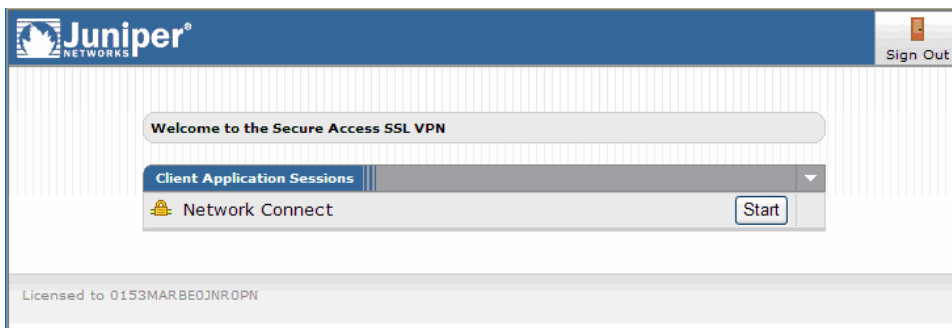 Juniper®
NETWORKS
Sign Out
Welcome to the Secure Access SSL VPN
Client Application Sessions
Network Connect
Start
Licensed to 0153MARBE0JNR0PN